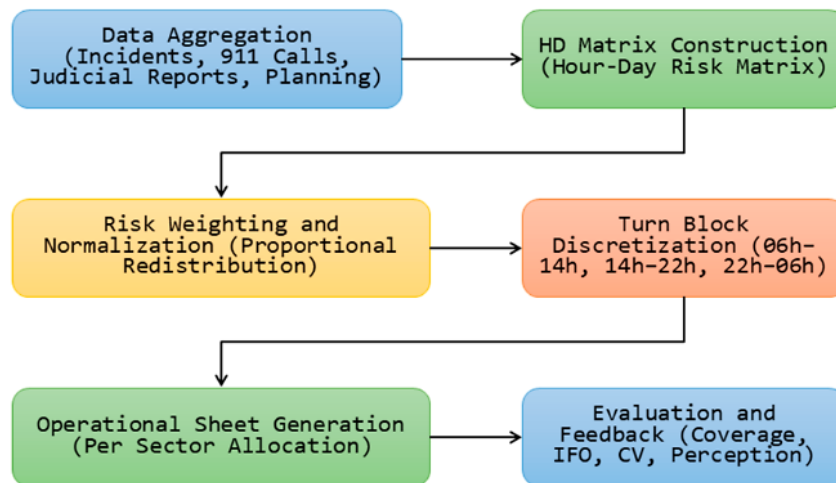 Data Aggregation
(Incidents, 911 Calls,
Judicial Reports, Planning)
HD Matrix Construction
(Hour-Day Risk Matrix)
Risk Weighting and
Normalization (Proportional
Redistribution)
Turn Block
Discretization (06h–
14h, 14h–22h, 22h–06h)
Operational Sheet Generation
(Per Sector Allocation)
Evaluation and
Feedback (Coverage,
IFO, CV, Perception)